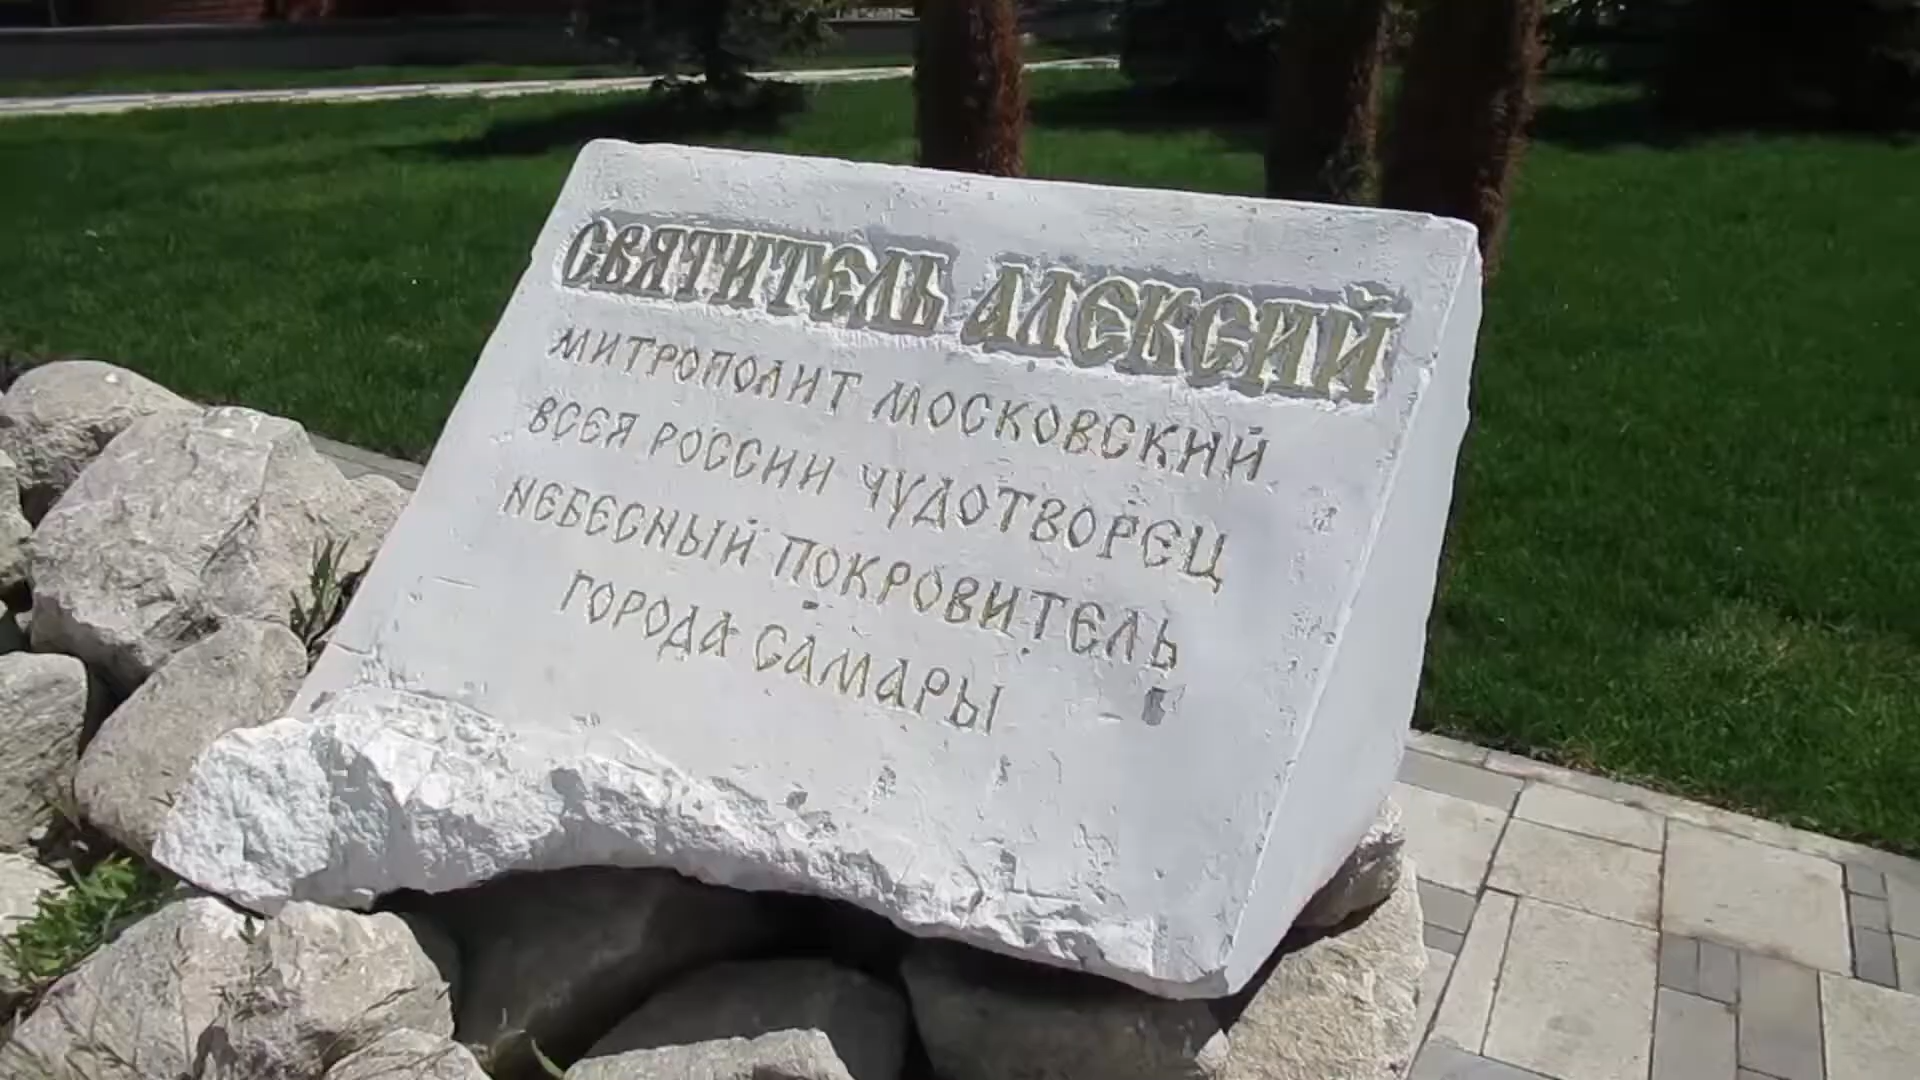 СВЯТИТЕЛЬ АЛЕКСИЙ
МИТРОПОЛИТ МОСКОВСКИЙ
ВСЕЯ РОССИИ ЧУДОТВОРЕЦ
НЕБЕСНЫЙ ПОКРОВИТЕЛЬ
ГОРОДА САМАРЫ